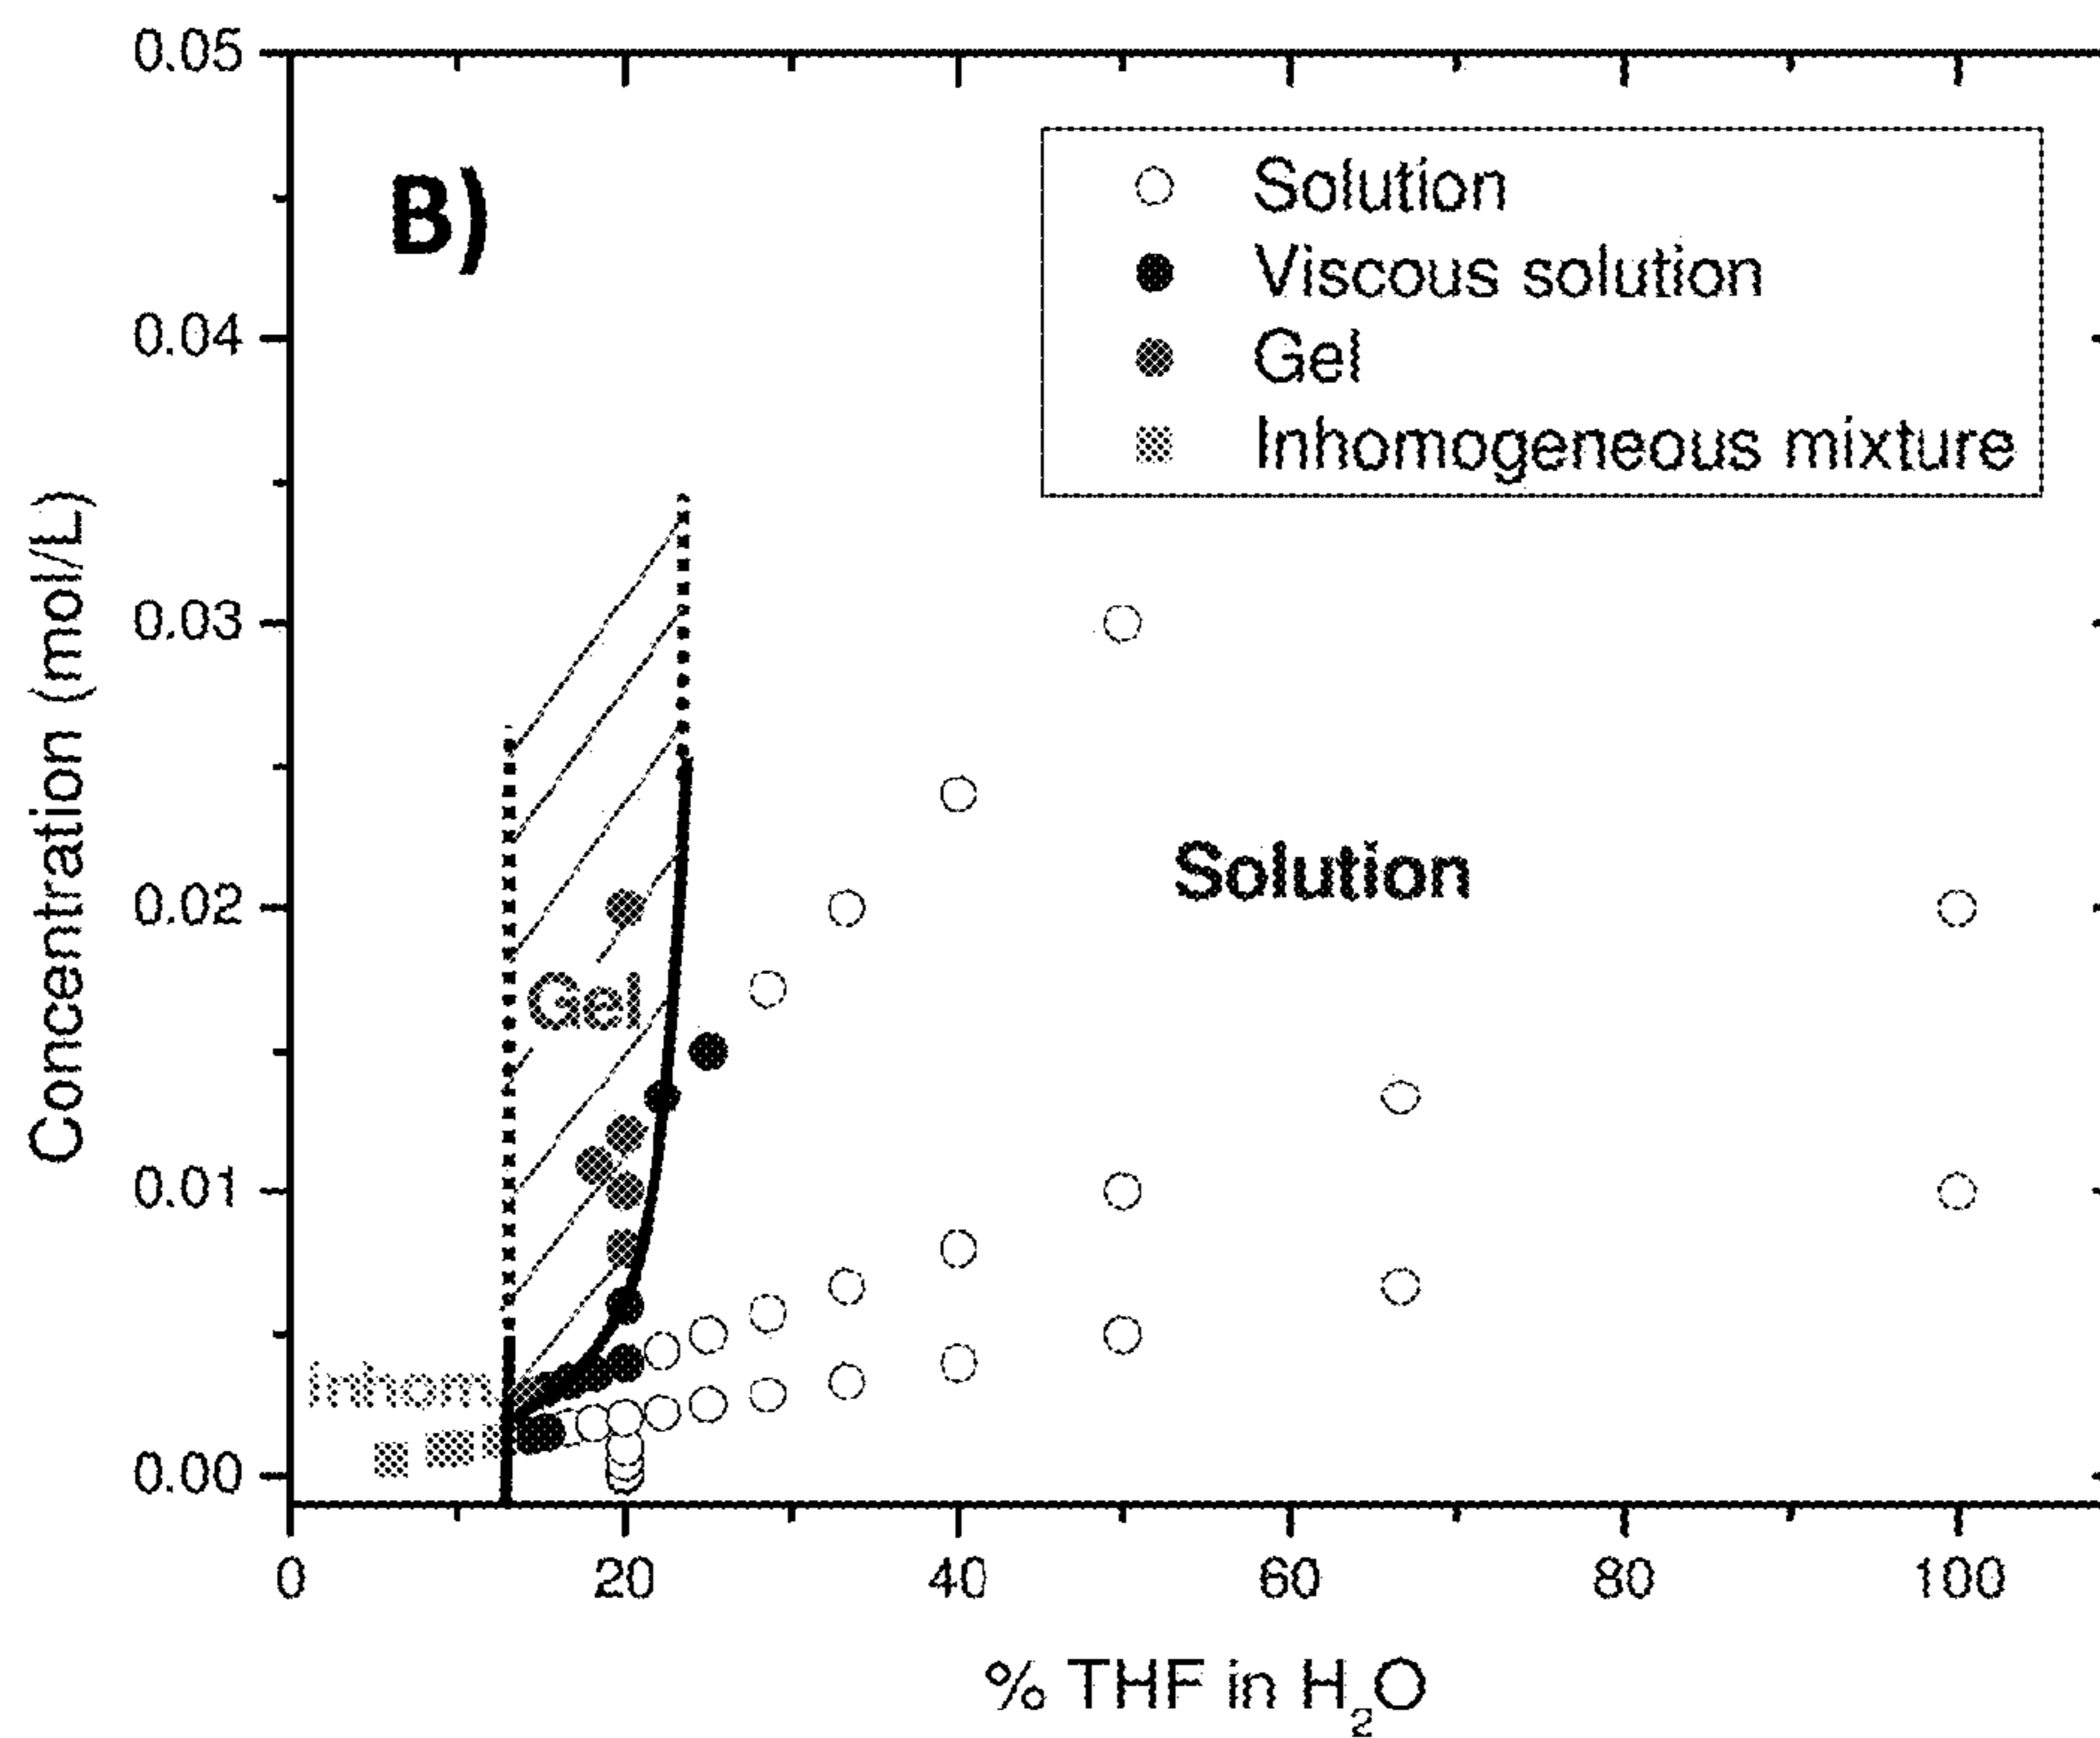 0.05
B)
Solution
Viscous solution
Gel
Inhomogeneous mixture
0.04
0.03
0.02
0.01
0.00
Concentration (mol/L)
Solution
Gel
inhom.
0 20 40 60 80 100
% THF in H₂O